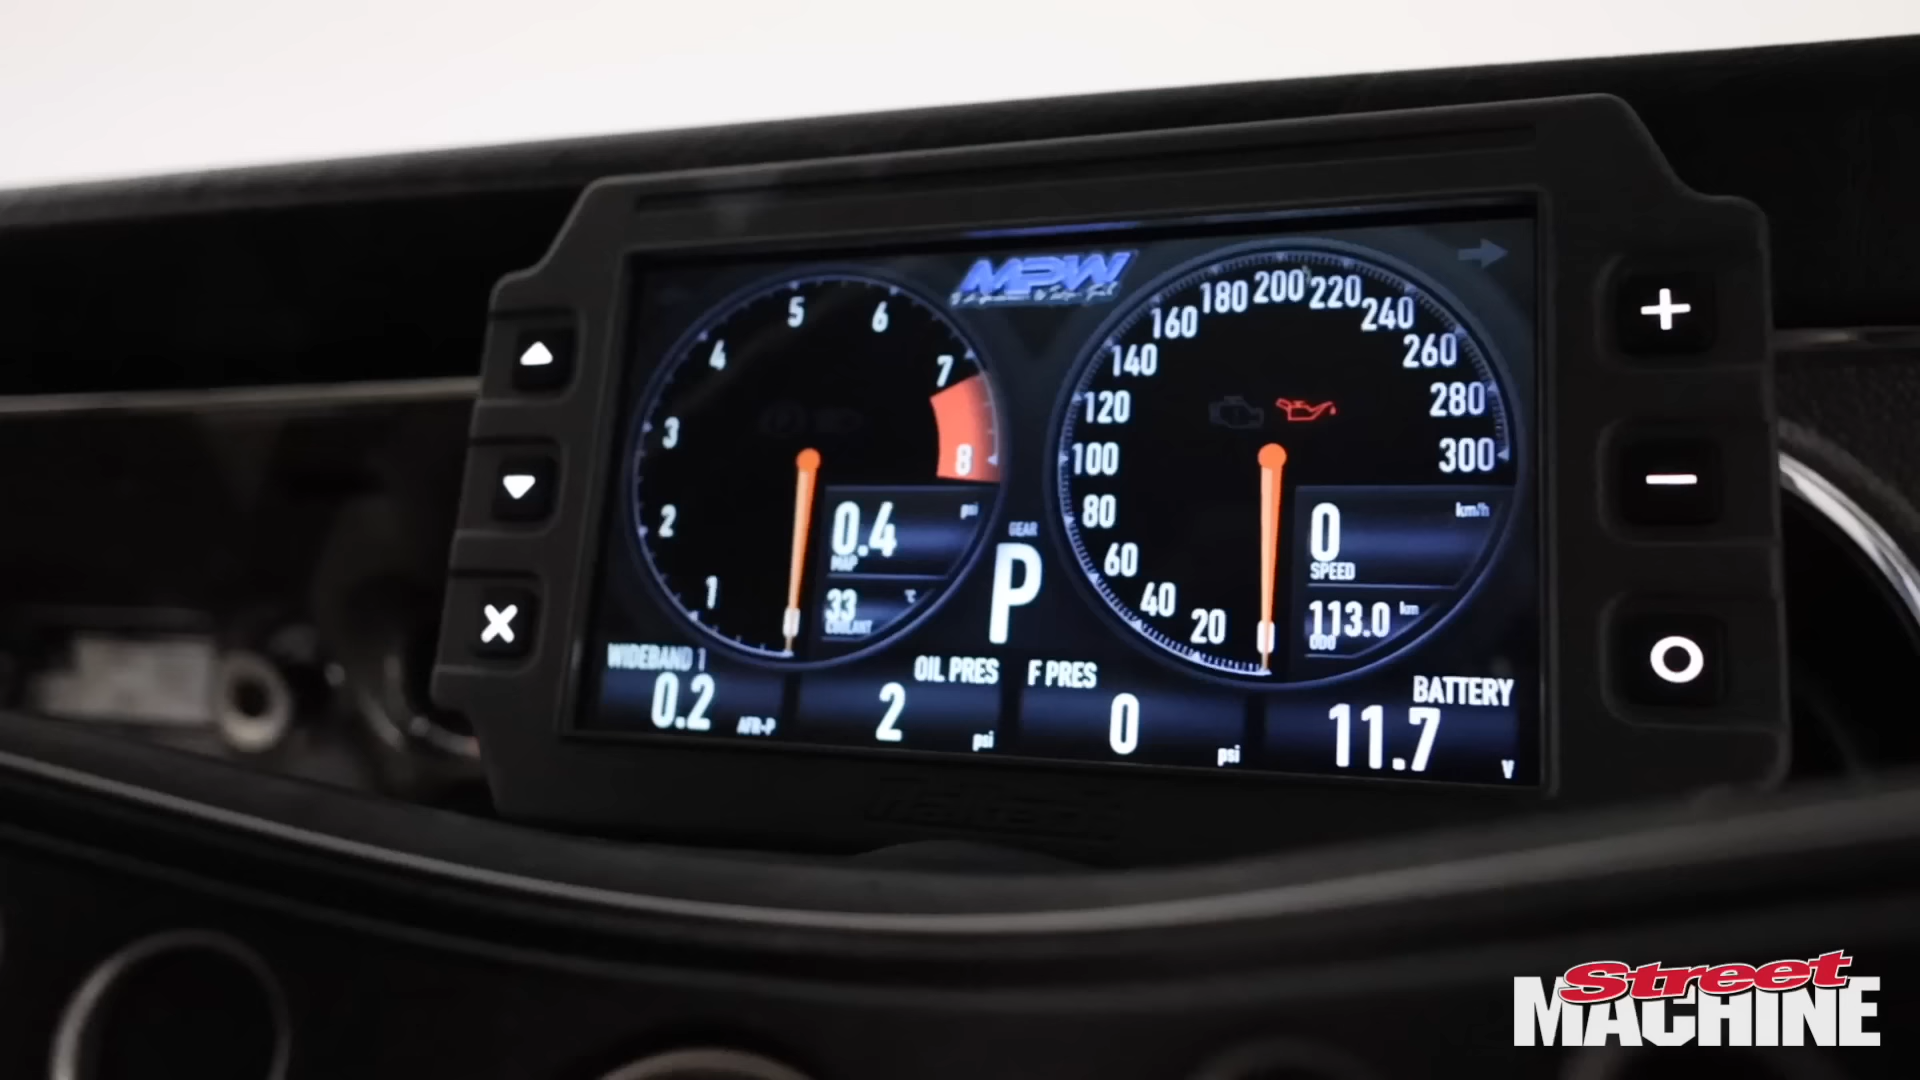 MPW
5
6
4
7
3
8
2
1
0.4
psi
MAP
33
°C
COOLANT
GEAR
P
200
180
220
160
240
140
260
120
280
100
300
80
60
40
20
0
km/h
SPEED
113.0
km
ODO
WIDEBAND 1
0.2
AFR-P
OIL PRES
2
psi
F PRES
0
psi
BATTERY
11.7
V
haltech
Street
MACHINE